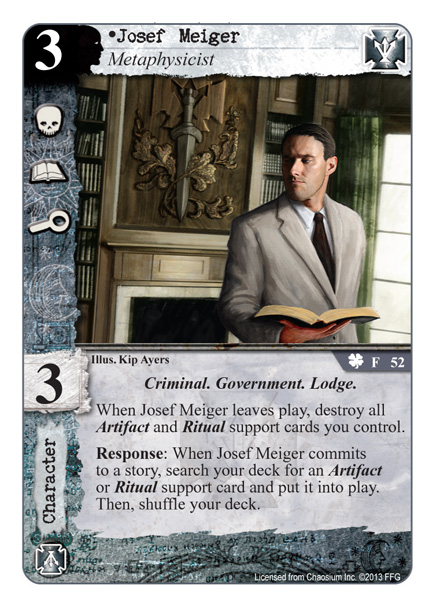 3
•Josef Meiger
Metaphysicist
Illus. Kip Ayers
F 52
3
Criminal. Government. Lodge.
When Josef Meiger leaves play, destroy all
Artifact and Ritual support cards you control.
Response: When Josef Meiger commits
to a story, search your deck for an Artifact
or Ritual support card and put it into play.
Then, shuffle your deck.
Character
Licensed from Chaosium Inc. ©2013 FFG